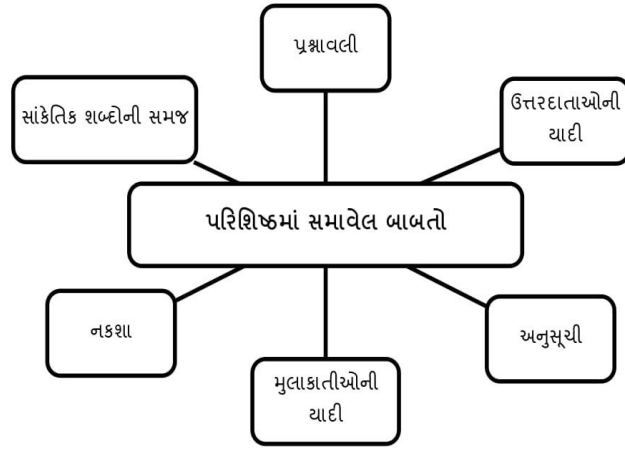 પ્રશ્નાવલી
સાંકેતિક શબ્દોની સમજ
ઉત્તરદાતાઓની
યાદી
પરિશિષ્ઠમાં સમાવેલ બાબતો
નકશા
અનુસૂચી
મુલાકાતીઓની
યાદી